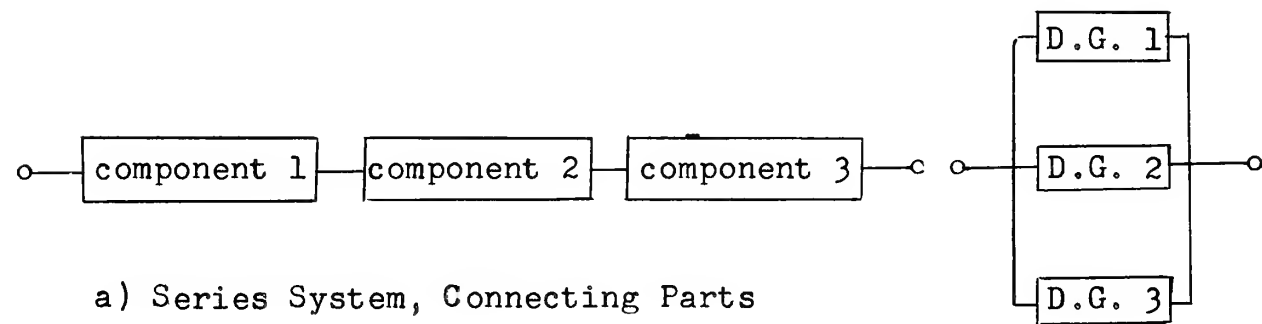 component 1
component 2
component 3
D.G. 1
D.G. 2
D.G. 3
a) Series System, Connecting Parts